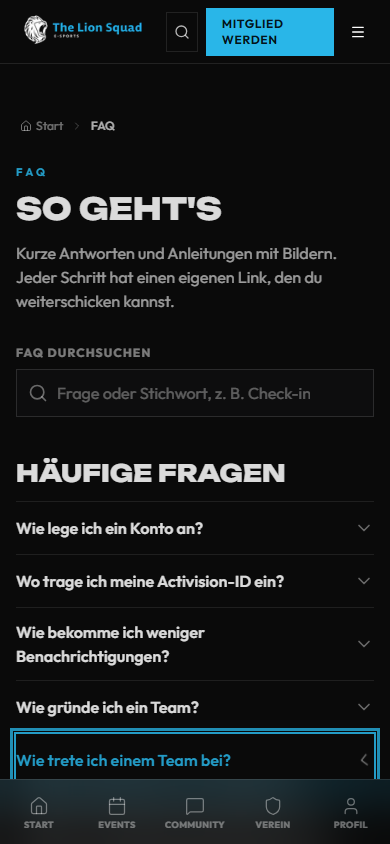 The Lion Squad
E-SPORTS
MITGLIED
WERDEN
Start
FAQ
FAQ
SO GEHT'S
Kurze Antworten und Anleitungen mit Bildern.
Jeder Schritt hat einen eigenen Link, den du
weiterschicken kannst.
FAQ DURCHSUCHEN
Frage oder Stichwort, z. B. Check-in
HÄUFIGE FRAGEN
Wie lege ich ein Konto an?
Wo trage ich meine Activision-ID ein?
Wie bekomme ich weniger
Benachrichtigungen?
Wie gründe ich ein Team?
Wie trete ich einem Team bei?
START
EVENTS
COMMUNITY
VEREIN
PROFIL